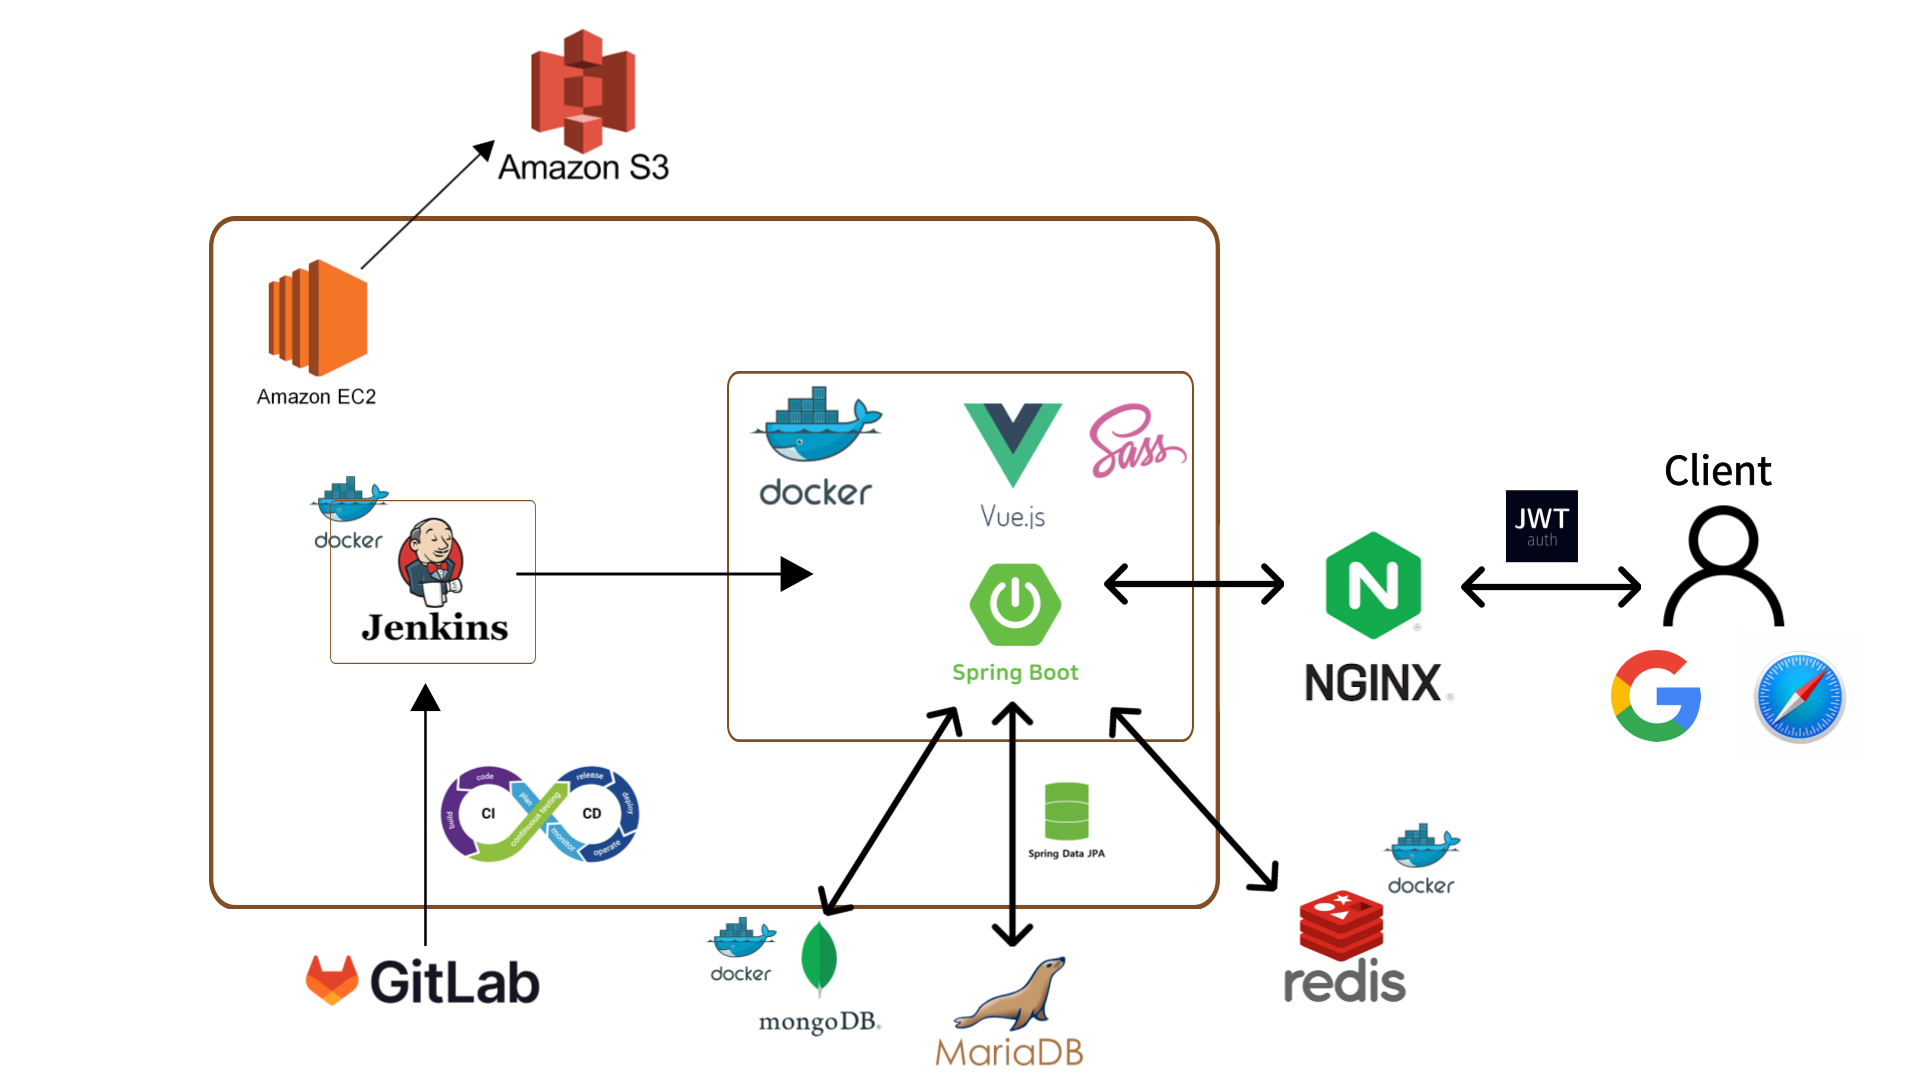 Amazon S3
Amazon EC2
docker
Jenkins
docker
Vue.js
Sass
Spring Boot
JWT
auth
Client
N
NGINX
®
®
code
build
CI
plan
continuous testing
monitor
CD
release
deploy
operate
Spring Data JPA
GitLab
docker
mongoDB®
MariaDB
docker
redis